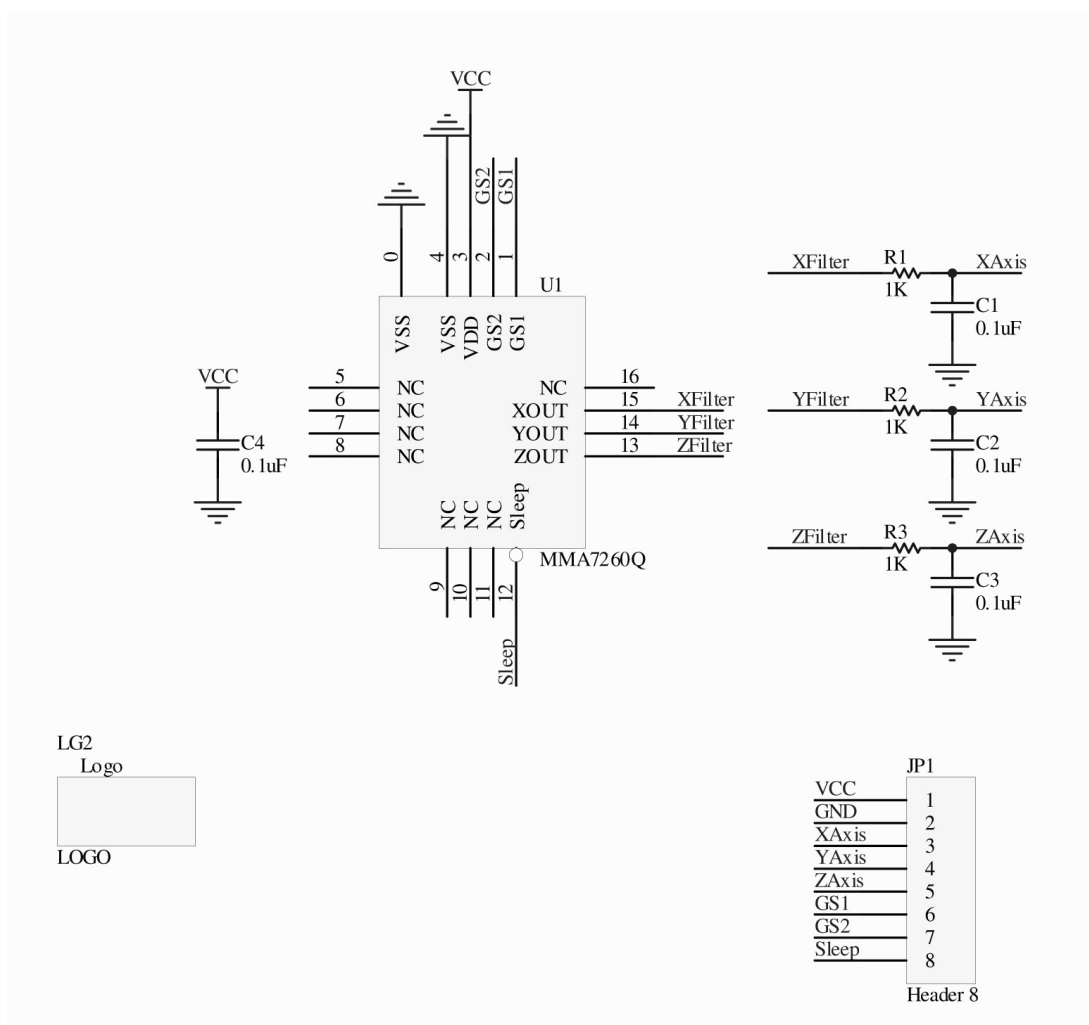 VCC
GS2
GS1
0
4
3
2
1
U1
VSS
VSS
VDD
GS2
GS1
5
NC
6
NC
7
NC
8
NC
NC
16
XOUT
15
XFilter
YOUT
14
YFilter
ZOUT
13
ZFilter
NC
NC
NC
Sleep
9
10
11
12
Sleep
MMA7260Q
VCC
C4
0.1uF
XFilter
R1
1K
XAxis
C1
0.1uF
YFilter
R2
1K
YAxis
C2
0.1uF
ZFilter
R3
1K
ZAxis
C3
0.1uF
LG2
Logo
LOGO
JP1
VCC
1
GND
2
XAxis
3
YAxis
4
ZAxis
5
GS1
6
GS2
7
Sleep
8
Header 8